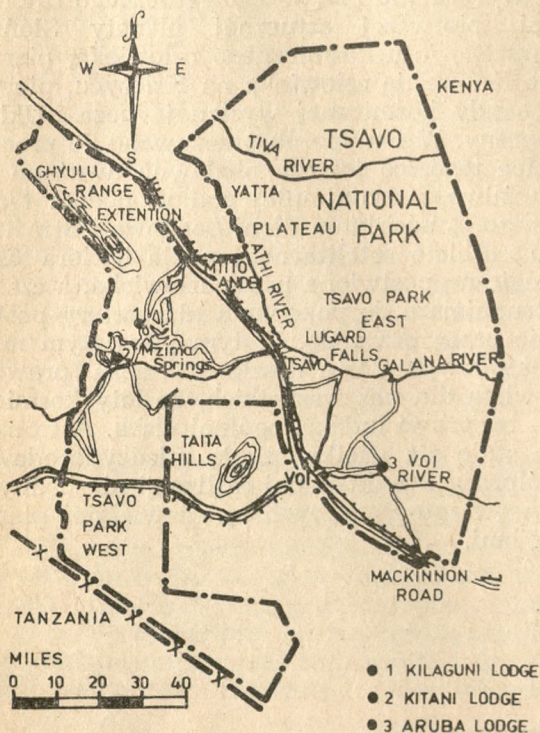 N
W E
S
KENYA
TSAVO
NATIONAL
PARK
TIVA
RIVER
GHYULU
RANGE
EXTENTION
YATTA
PLATEAU
ATHI RIVER
MTITO
ANDEI
TSAVO PARK
EAST
LUGARD
FALLS
GALANA RIVER
TSAVO
1
Mzima
Springs
2
TAITA
HILLS
VOI
3 VOI
RIVER
TSAVO
PARK
WEST
MACKINNON
ROAD
TANZANIA
MILES
0 10 20 30 40
1 KILAGUNI LODGE
2 KITANI LODGE
3 ARUBA LODGE